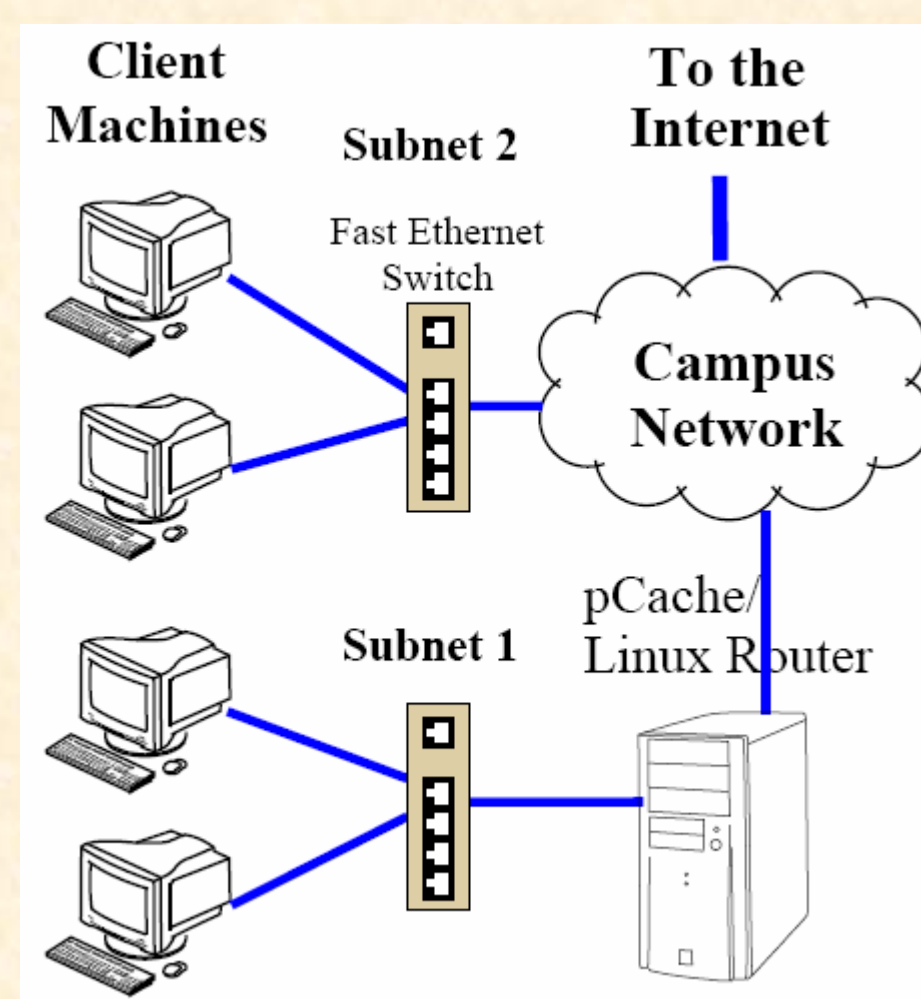 Client
Machines
Subnet 2
Fast Ethernet
Switch
To the
Internet
Campus
Network
Subnet 1
pCache/
Linux Router